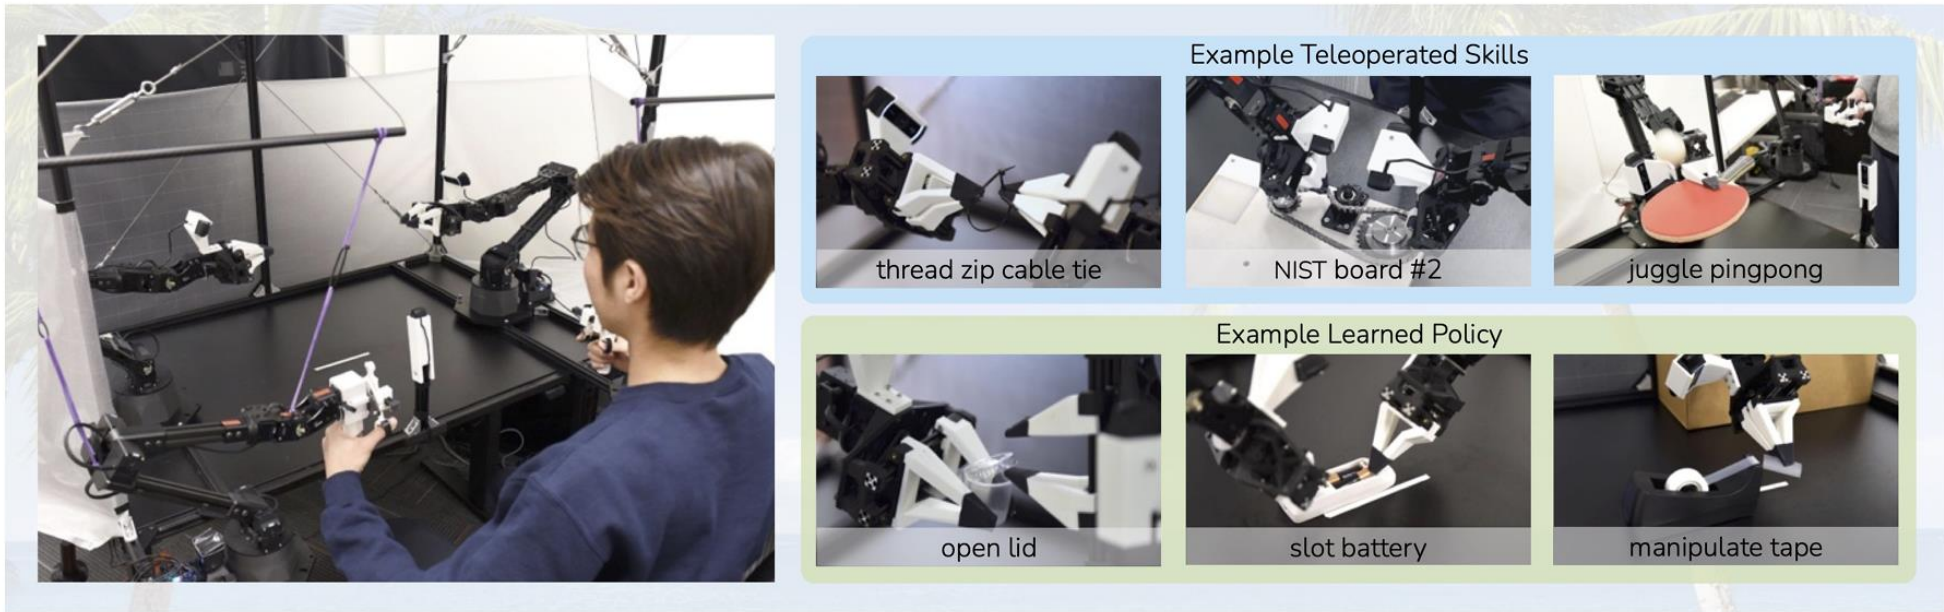 Example Teleoperated Skills
thread zip cable tie
NIST board #2
juggle pingpong
Example Learned Policy
open lid
slot battery
manipulate tape